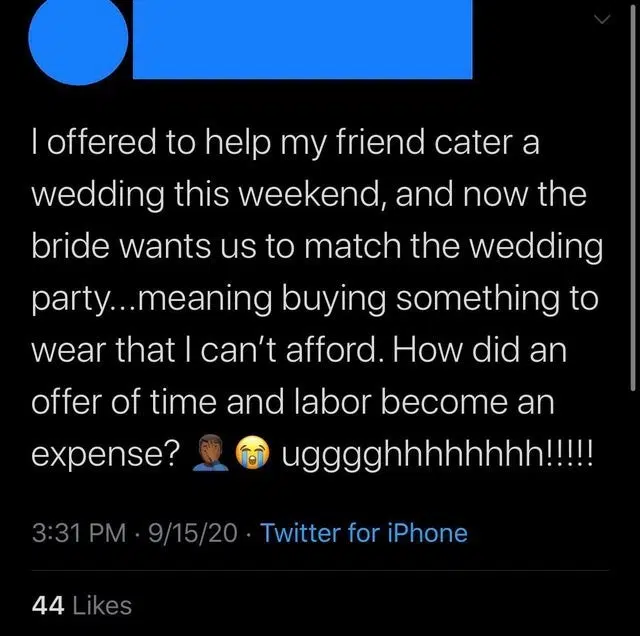 I offered to help my friend cater a
wedding this weekend, and now the
bride wants us to match the wedding
party...meaning buying something to
wear that I can't afford. How did an
offer of time and labor become an
expense? 🤦🏾‍♂️😭 ugggghhhhhhhh!!!!!
3:31 PM · 9/15/20 · Twitter for iPhone
44 Likes